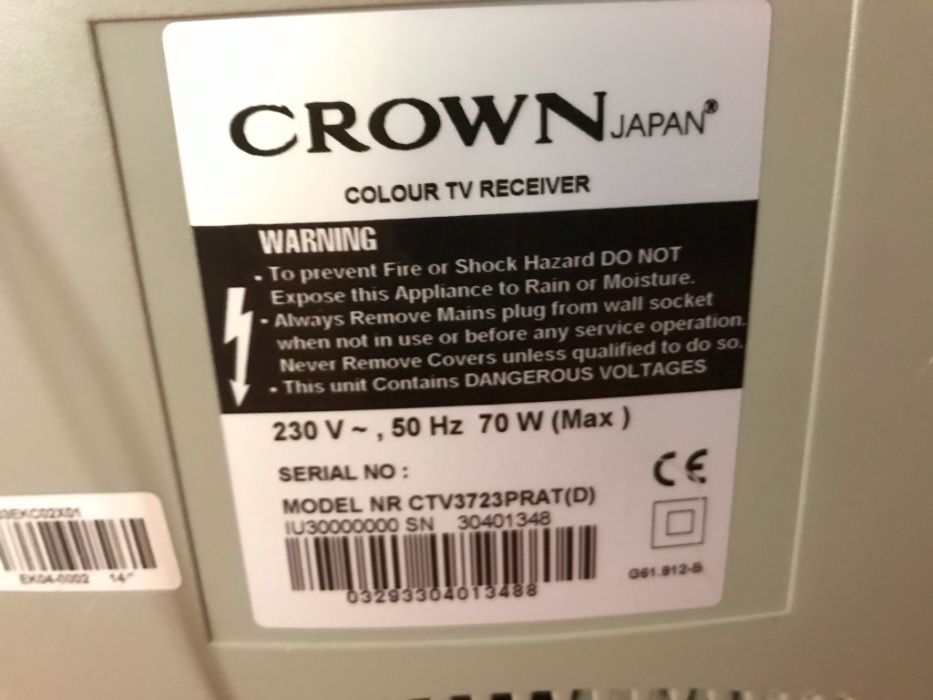 CROWN JAPAN®
COLOUR TV RECEIVER
WARNING
• To prevent Fire or Shock Hazard DO NOT
Expose this Appliance to Rain or Moisture.
• Always Remove Mains plug from wall socket
when not in use or before any service operation.
Never Remove Covers unless qualified to do so.
• This unit Contains DANGEROUS VOLTAGES
230 V ~ , 50 Hz 70 W (Max )
SERIAL NO :
CE
MODEL NR CTV3723PRAT(D)
IU30000000 SN 30401348
03293304013488
G61.812-B
EK04-0002 14"